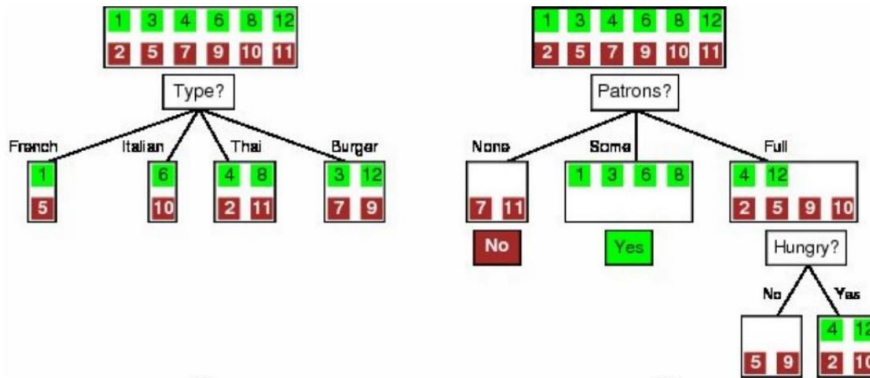 1 3 4 6 8 12
2 5 7 9 10 11
Type?
French Italian Thai Burger
1 6 4 8 3 12
5 10 2 11 7 9
1 3 4 6 8 12
2 5 7 9 10 11
Patrons?
None Some Full
1 3 6 8 4 12
7 11 2 5 9 10
No Yes Hungry?
No Yes
4 12
5 9 2 10